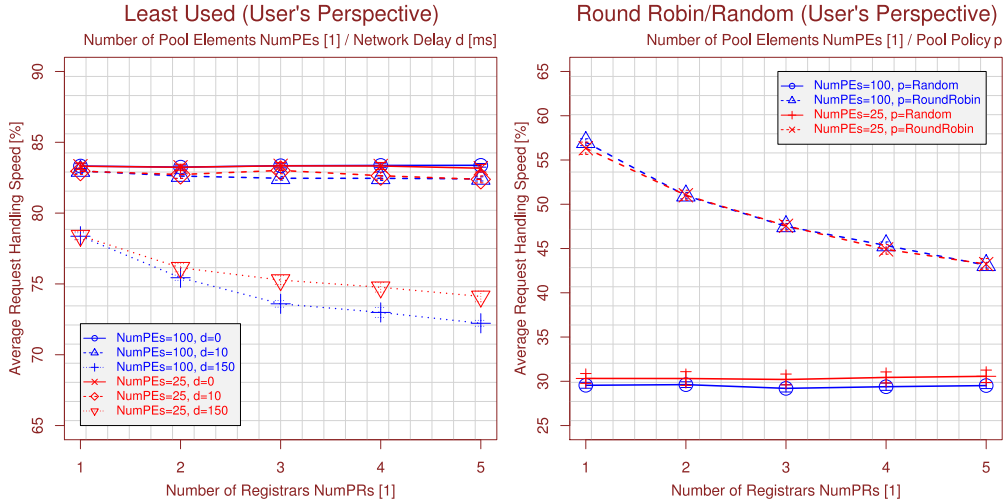 Least Used (User's Perspective)
Number of Pool Elements NumPEs [1] / Network Delay d [ms]
Average Request Handling Speed [%]
90
85
80
75
70
65
NumPEs=100, d=0
NumPEs=100, d=10
NumPEs=100, d=150
NumPEs=25, d=0
NumPEs=25, d=10
NumPEs=25, d=150
1 2 3 4 5
Number of Registrars NumPRs [1]
Round Robin/Random (User's Perspective)
Number of Pool Elements NumPEs [1] / Pool Policy p
Average Request Handling Speed [%]
65
60
55
50
45
40
35
30
25
NumPEs=100, p=Random
NumPEs=100, p=RoundRobin
NumPEs=25, p=Random
NumPEs=25, p=RoundRobin
1 2 3 4 5
Number of Registrars NumPRs [1]